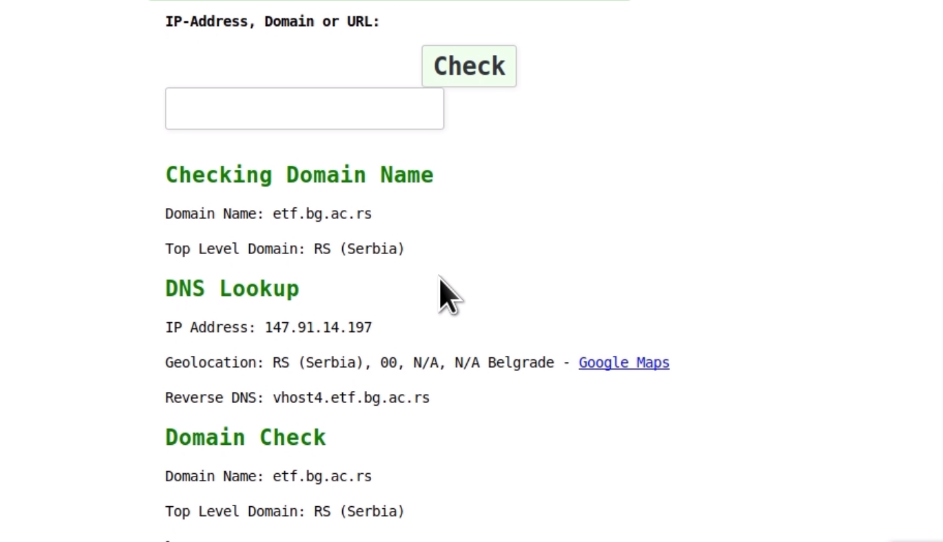 IP-Address, Domain or URL:
Check
Checking Domain Name
Domain Name: etf.bg.ac.rs
Top Level Domain: RS (Serbia)
DNS Lookup
IP Address: 147.91.14.197
Geolocation: RS (Serbia), 00, N/A, N/A Belgrade - Google Maps
Reverse DNS: vhost4.etf.bg.ac.rs
Domain Check
Domain Name: etf.bg.ac.rs
Top Level Domain: RS (Serbia)